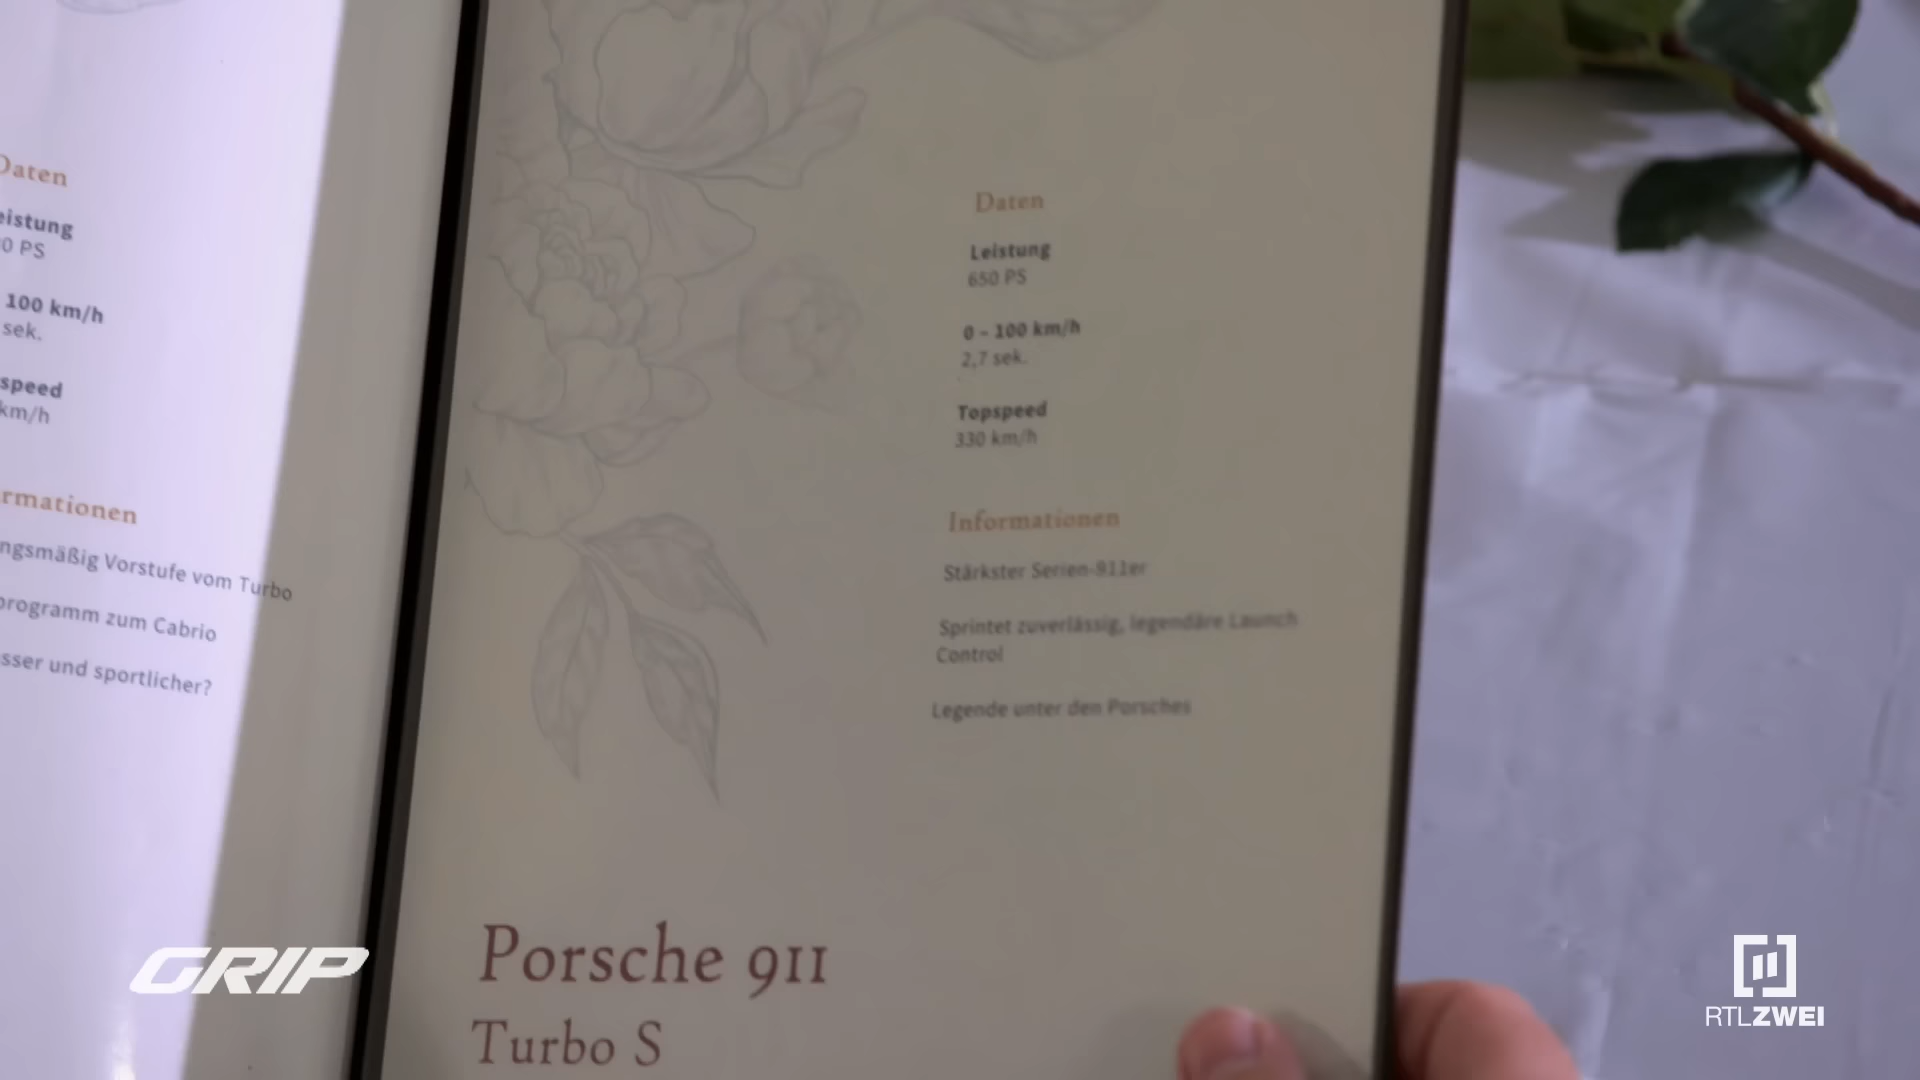 Daten
eistung
0 PS
100 km/h
sek.
speed
km/h
rmationen
ngsmäßig Vorstufe vom Turbo
programm zum Cabrio
sser und sportlicher?
Daten
Leistung
650 PS
0 - 100 km/h
2,7 sek.
Topspeed
330 km/h
Informationen
Stärkster Serien-911er
Sprintet zuverlässig, legendäre Launch
Control
Legende unter den Porsches
Porsche 911
Turbo S
GRIP
RTLZWEI